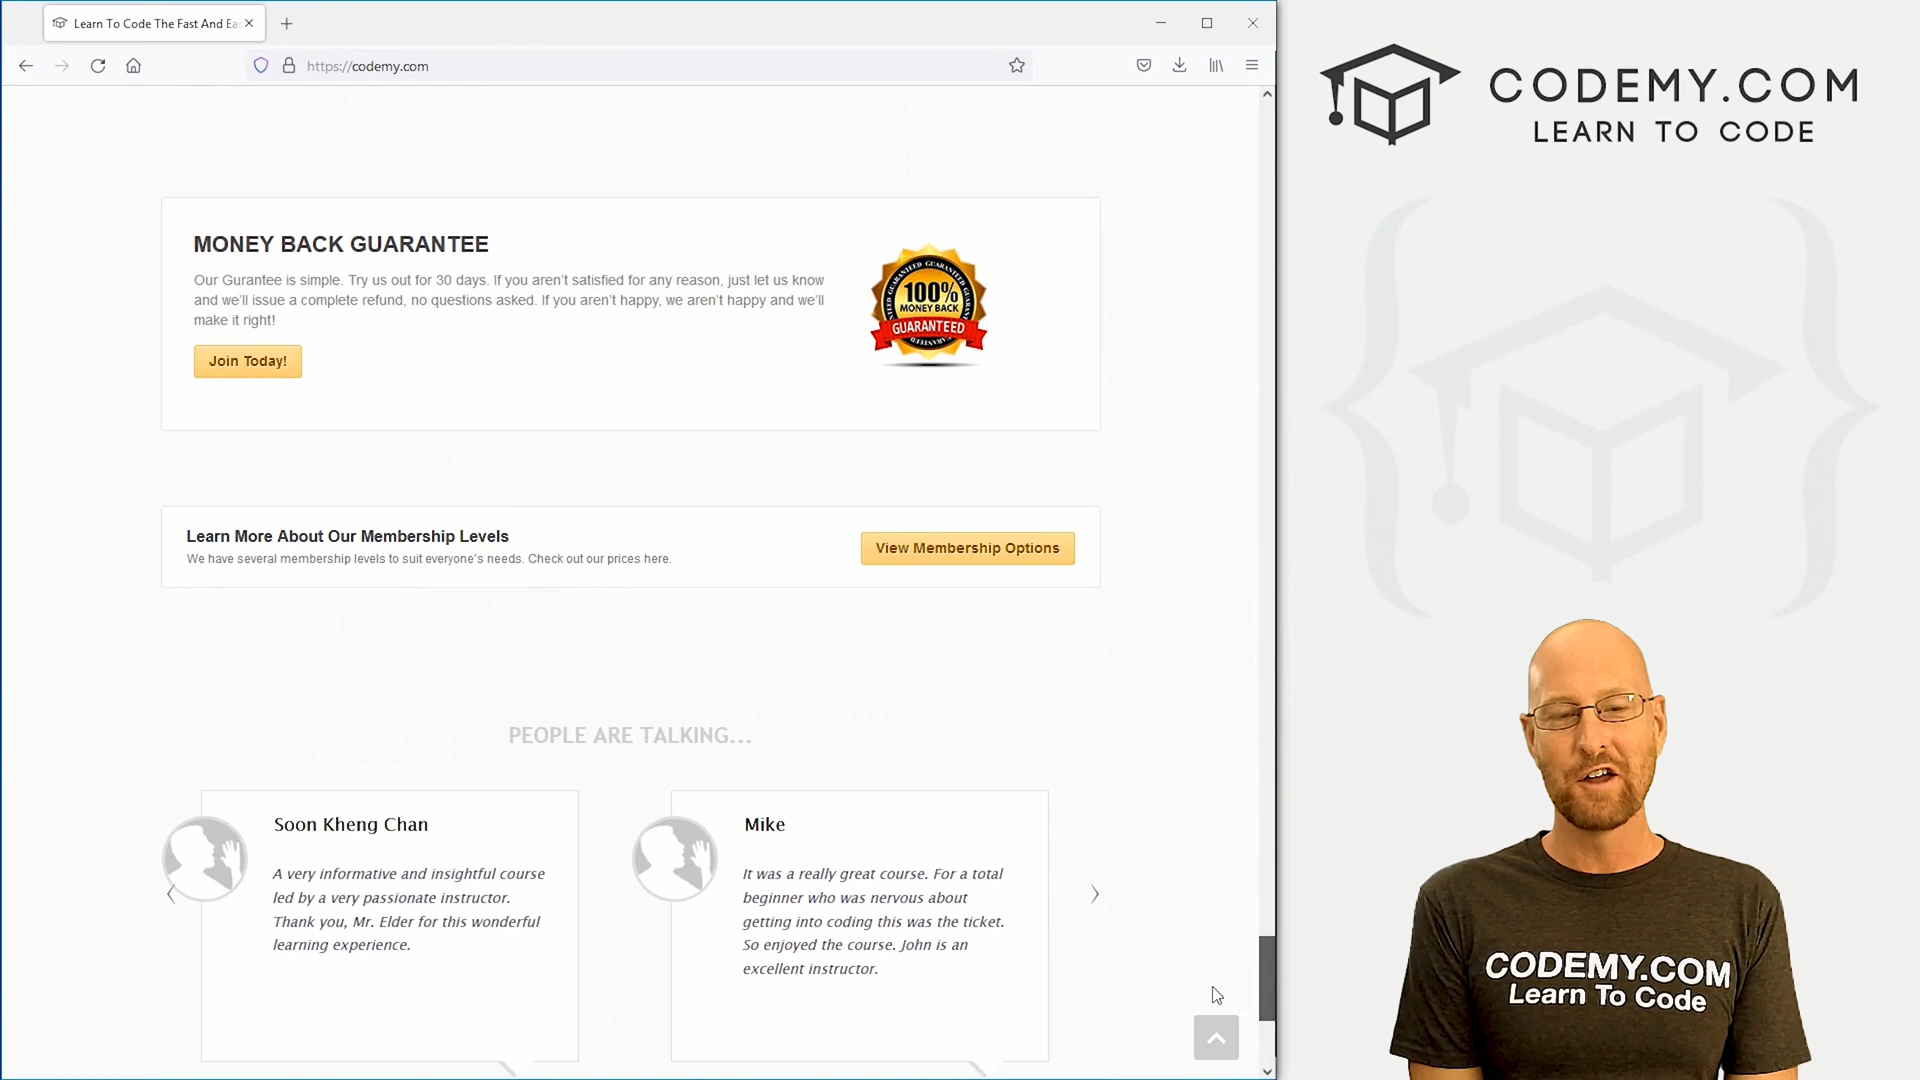 Learn To Code The Fast And Ea
https://codemy.com
CODEMY.COM
LEARN TO CODE
MONEY BACK GUARANTEE
Our Gurantee is simple. Try us out for 30 days. If you aren't satisfied for any reason, just let us know
and we'll issue a complete refund, no questions asked. If you aren't happy, we aren't happy and we'll
make it right!
Join Today!
GUARANTEED
100%
MONEY BACK
GUARANTEED
Learn More About Our Membership Levels
We have several membership levels to suit everyone's needs. Check out our prices here.
View Membership Options
PEOPLE ARE TALKING...
Soon Kheng Chan
A very informative and insightful course
led by a very passionate instructor.
Thank you, Mr. Elder for this wonderful
learning experience.
Mike
It was a really great course. For a total
beginner who was nervous about
getting into coding this was the ticket.
So enjoyed the course. John is an
excellent instructor.
CODEMY.COM
Learn To Code